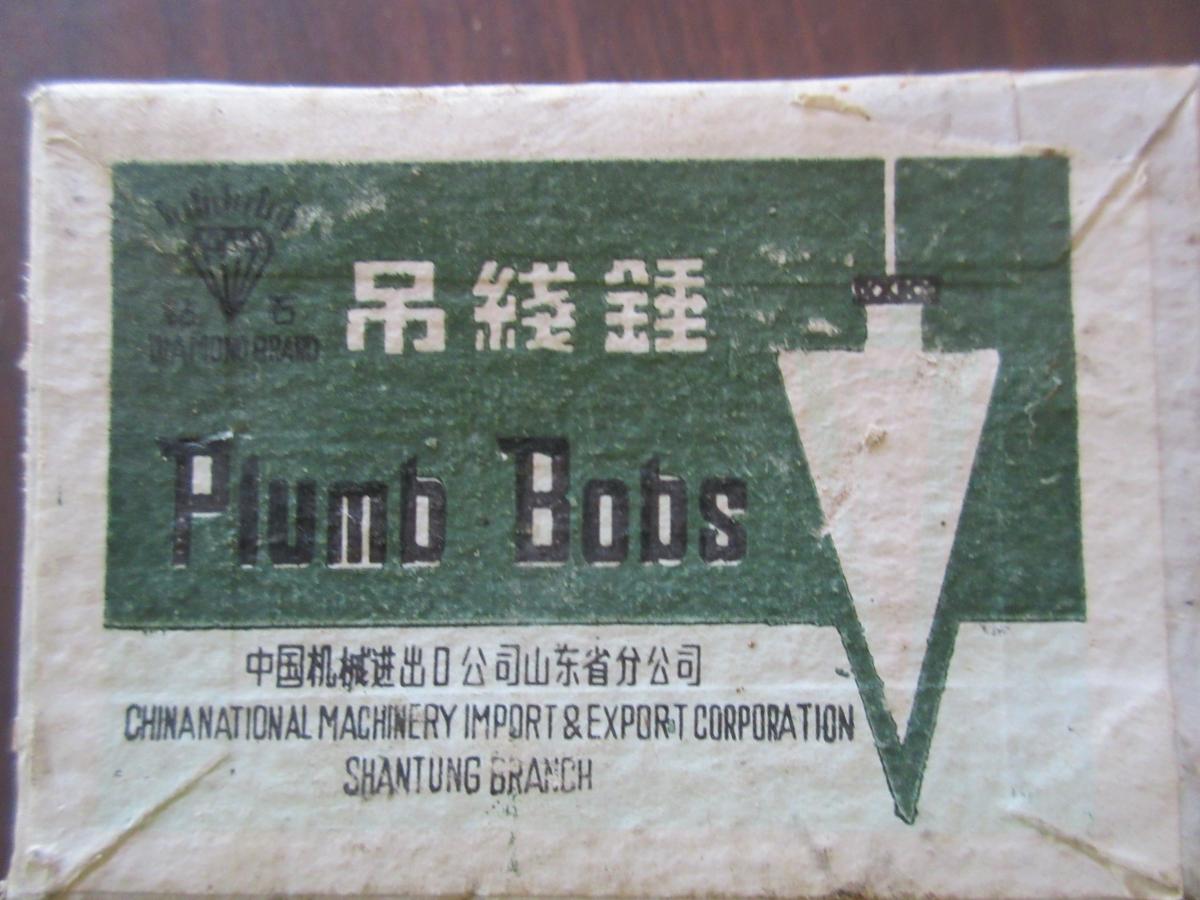 钻石
DIAMOND BRAND
吊綫錘
Plumb Bobs
中国机械进出口公司山东省分公司
CHINA NATIONAL MACHINERY IMPORT & EXPORT CORPORATION
SHANTUNG BRANCH